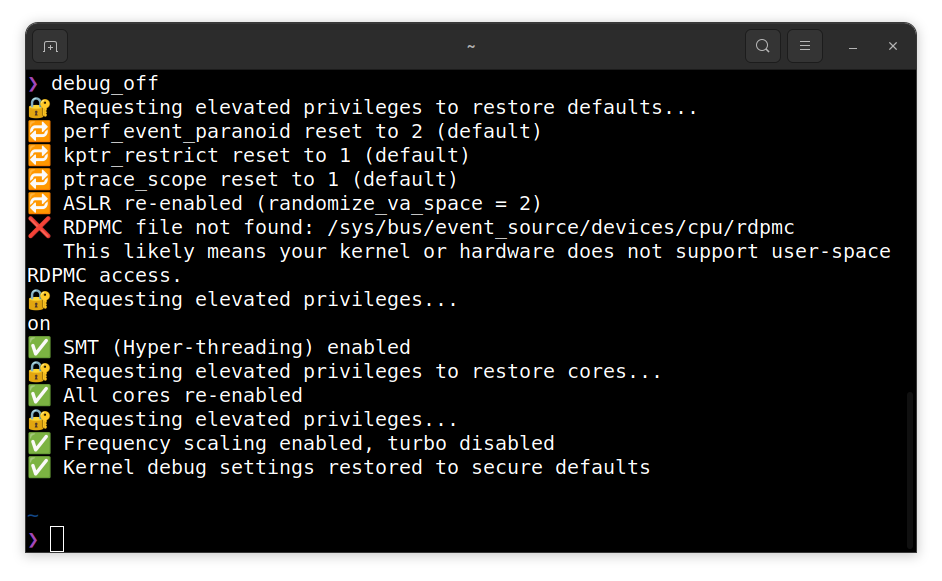 ~
❯ debug_off
🔐 Requesting elevated privileges to restore defaults...
🔁 perf_event_paranoid reset to 2 (default)
🔁 kptr_restrict reset to 1 (default)
🔁 ptrace_scope reset to 1 (default)
🔁 ASLR re-enabled (randomize_va_space = 2)
❌ RDPMC file not found: /sys/bus/event_source/devices/cpu/rdpmc
   This likely means your kernel or hardware does not support user-space
RDPMC access.
🔐 Requesting elevated privileges...
on
✅ SMT (Hyper-threading) enabled
🔐 Requesting elevated privileges to restore cores...
✅ All cores re-enabled
🔐 Requesting elevated privileges...
✅ Frequency scaling enabled, turbo disabled
✅ Kernel debug settings restored to secure defaults
~
❯